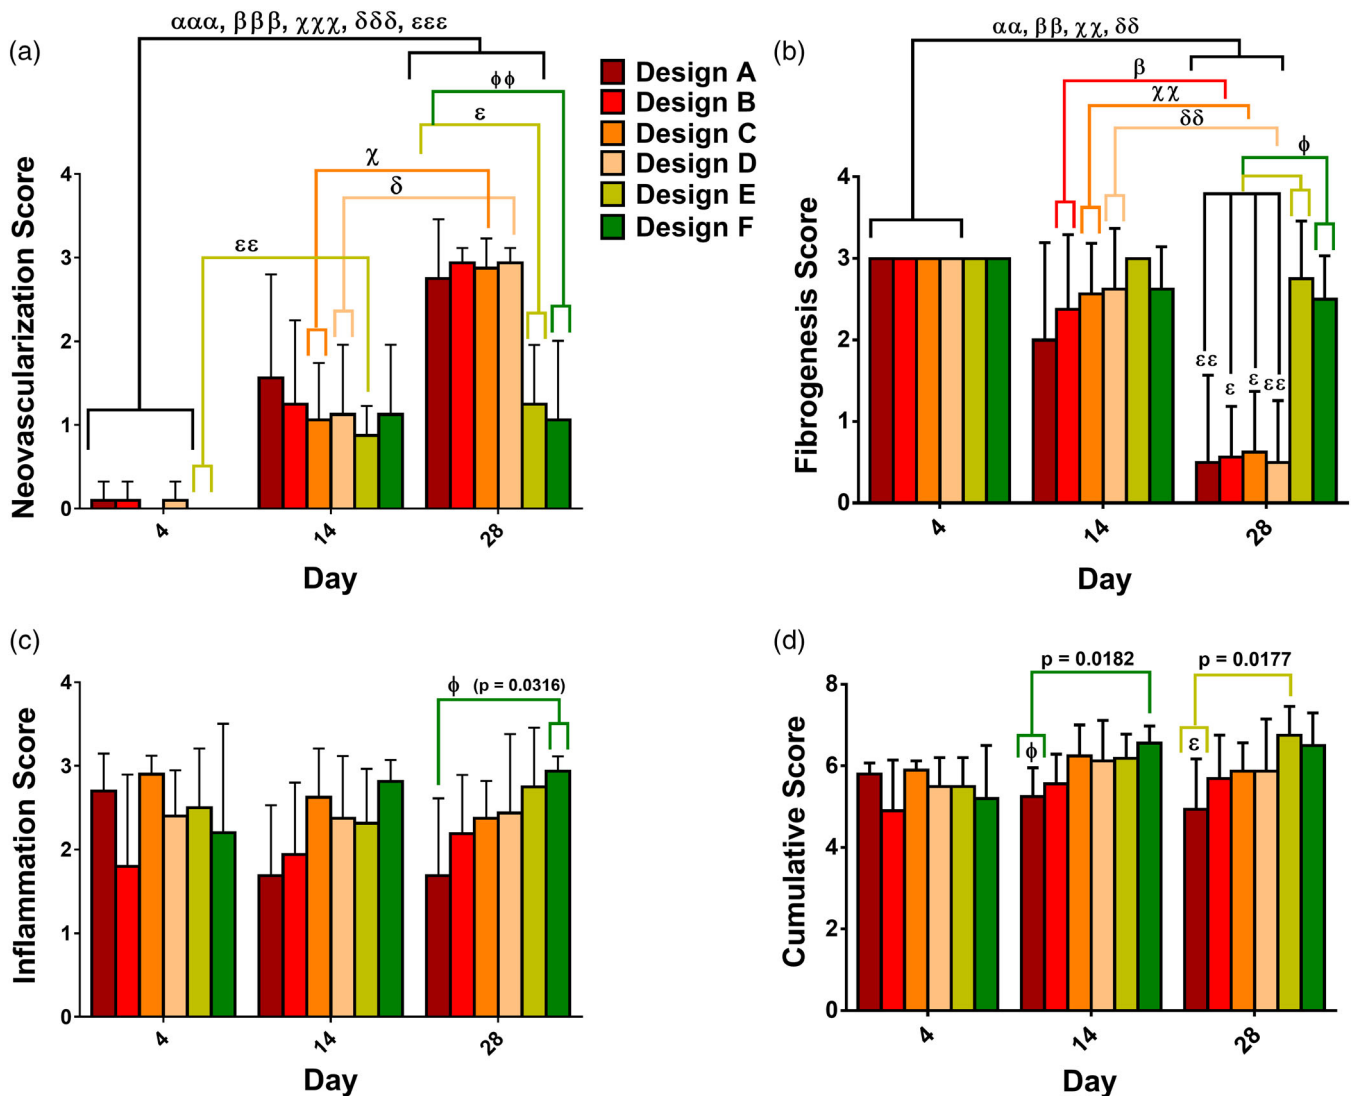 (a)
ααα, βββ, χχχ, δδδ, εεε
ϕϕ
ε
χ
δ
εε
Neovascularization Score
4
3
2
1
0
4
14
28
Day
Design A
Design B
Design C
Design D
Design E
Design F
(b)
αα, ββ, χχ, δδ
β
χχ
δδ
ϕ
εε
ε
ε
εε
Fibrogenesis Score
4
3
2
1
0
4
14
28
Day
(c)
ϕ (p = 0.0316)
Inflammation Score
4
3
2
1
0
4
14
28
Day
(d)
p = 0.0182
p = 0.0177
ϕ
ε
Cumulative Score
8
6
4
2
0
4
14
28
Day